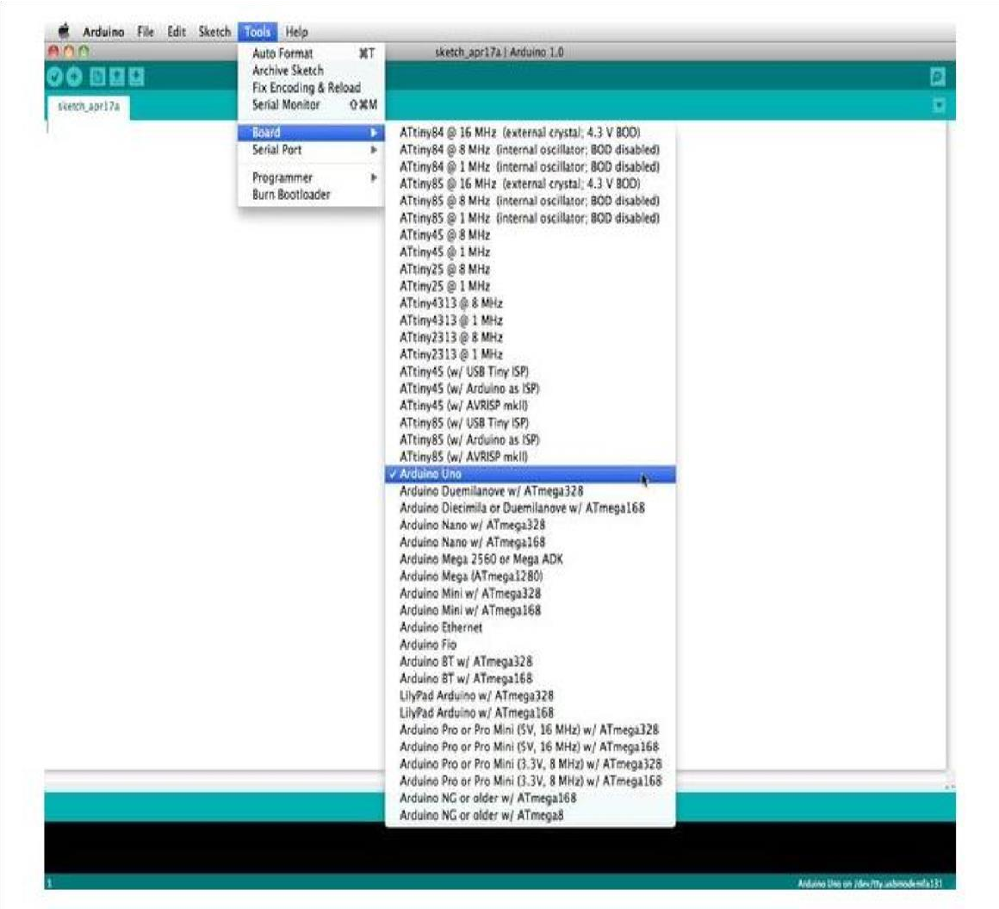 Arduino File Edit Sketch Tools Help
sketch_apr17a | Arduino 1.0
sketch_apr17a
Auto Format ⌘T
Archive Sketch
Fix Encoding & Reload
Serial Monitor ⇧⌘M
Board
Serial Port
Programmer
Burn Bootloader
ATtiny84 @ 16 MHz (external crystal; 4.3 V BOD)
ATtiny84 @ 8 MHz (internal oscillator; BOD disabled)
ATtiny84 @ 1 MHz (internal oscillator; BOD disabled)
ATtiny85 @ 16 MHz (external crystal; 4.3 V BOD)
ATtiny85 @ 8 MHz (internal oscillator; BOD disabled)
ATtiny85 @ 1 MHz (internal oscillator; BOD disabled)
ATtiny45 @ 8 MHz
ATtiny45 @ 1 MHz
ATtiny25 @ 8 MHz
ATtiny25 @ 1 MHz
ATtiny4313 @ 8 MHz
ATtiny4313 @ 1 MHz
ATtiny2313 @ 8 MHz
ATtiny2313 @ 1 MHz
ATtiny45 (w/ USB Tiny ISP)
ATtiny45 (w/ Arduino as ISP)
ATtiny45 (w/ AVRISP mkII)
ATtiny85 (w/ USB Tiny ISP)
ATtiny85 (w/ Arduino as ISP)
ATtiny85 (w/ AVRISP mkII)
✓ Arduino Uno
Arduino Duemilanove w/ ATmega328
Arduino Diecimila or Duemilanove w/ ATmega168
Arduino Nano w/ ATmega328
Arduino Nano w/ ATmega168
Arduino Mega 2560 or Mega ADK
Arduino Mega (ATmega1280)
Arduino Mini w/ ATmega328
Arduino Mini w/ ATmega168
Arduino Ethernet
Arduino Fio
Arduino BT w/ ATmega328
Arduino BT w/ ATmega168
LilyPad Arduino w/ ATmega328
LilyPad Arduino w/ ATmega168
Arduino Pro or Pro Mini (5V, 16 MHz) w/ ATmega328
Arduino Pro or Pro Mini (5V, 16 MHz) w/ ATmega168
Arduino Pro or Pro Mini (3.3V, 8 MHz) w/ ATmega328
Arduino Pro or Pro Mini (3.3V, 8 MHz) w/ ATmega168
Arduino NG or older w/ ATmega168
Arduino NG or older w/ ATmega8
1
Arduino Uno on /dev/tty.usbmodemfa131